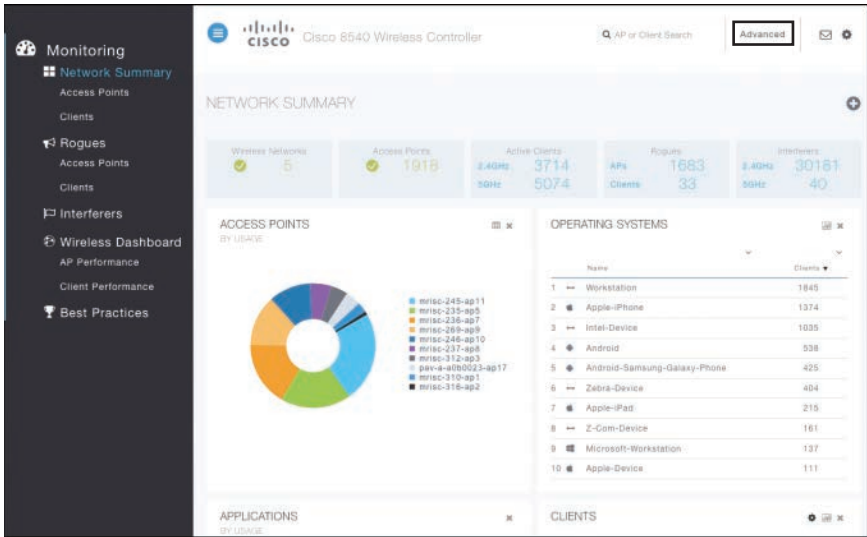 Monitoring
Network Summary
Access Points
Clients
Rogues
Access Points
Clients
Interferers
Wireless Dashboard
AP Performance
Client Performance
Best Practices
CISCO Cisco 8540 Wireless Controller
AP or Client Search
Advanced
NETWORK SUMMARY
Wireless Networks
5
Access Points
1918
Active Clients
2.4GHz 3714
5GHz 5074
Rogues
APs 1683
Clients 33
Interferers
2.4GHz 30181
5GHz 40
ACCESS POINTS
BY USAGE
mrisc-245-ap11
mrisc-235-ap5
mrisc-236-ap7
mrisc-269-ap9
mrisc-246-ap10
mrisc-237-ap8
mrisc-312-ap3
pav-a-a0b0023-ap17
mrisc-310-ap1
mrisc-316-ap2
OPERATING SYSTEMS
Name Clients
1 Workstation 1845
2 Apple-iPhone 1374
3 Intel-Device 1035
4 Android 538
5 Android-Samsung-Galaxy-Phone 425
6 Zebra-Device 404
7 Apple-iPad 215
8 Z-Com-Device 161
9 Microsoft-Workstation 137
10 Apple-Device 111
APPLICATIONS
BY USAGE
CLIENTS